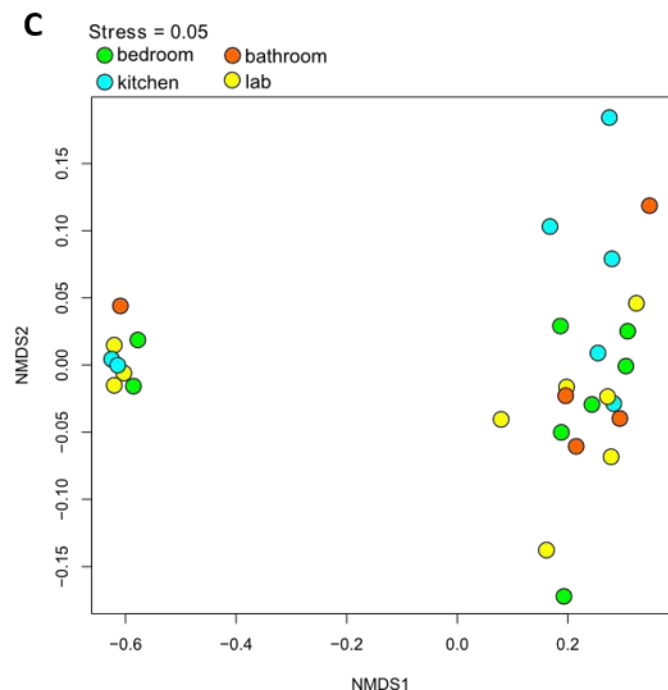 C
Stress = 0.05
bedroom bathroom
kitchen lab
0.15
0.10
0.05
0.00
−0.05
−0.10
−0.15
NMDS2
−0.6 −0.4 −0.2 0.0 0.2
NMDS1